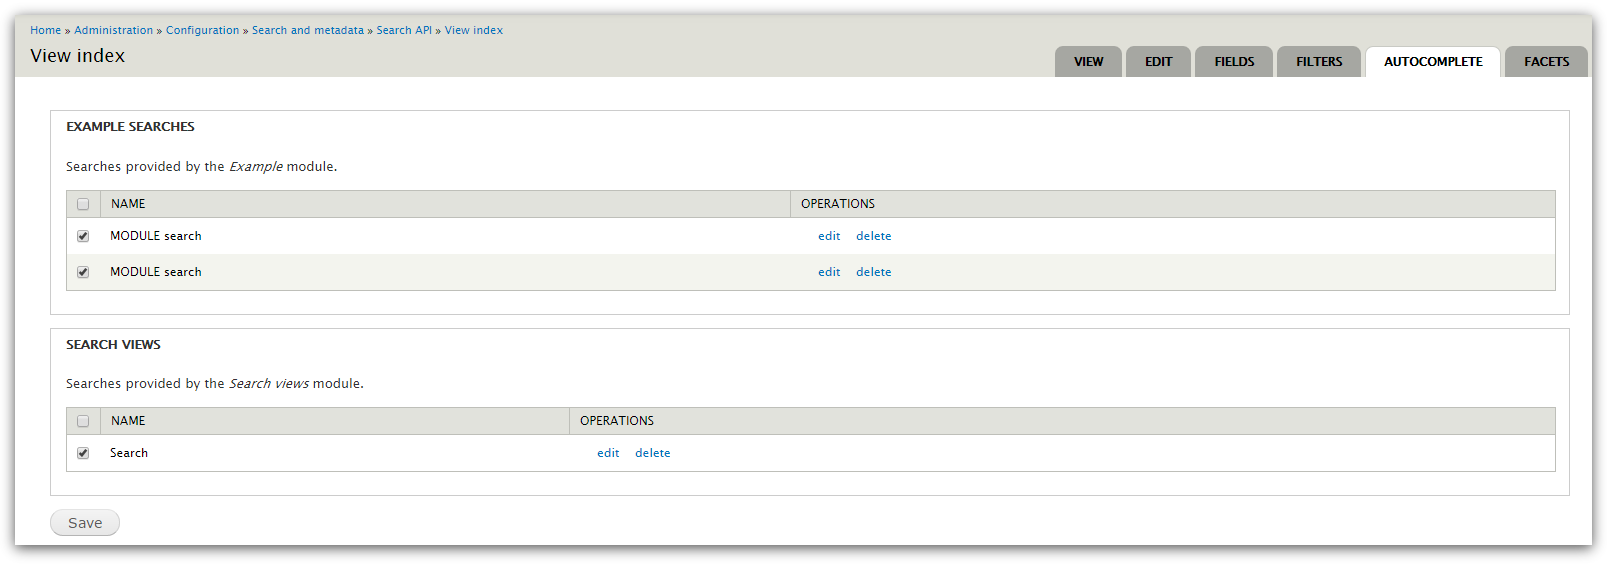 Home » Administration » Configuration » Search and metadata » Search API » View index
View index
VIEW EDIT FIELDS FILTERS AUTOCOMPLETE FACETS
EXAMPLE SEARCHES
Searches provided by the Example module.
NAME OPERATIONS
MODULE search edit delete
MODULE search edit delete
SEARCH VIEWS
Searches provided by the Search views module.
NAME OPERATIONS
Search edit delete
Save